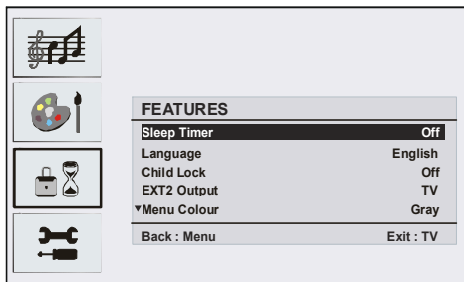 FEATURES
Sleep Timer Off
Language English
Child Lock Off
EXT2 Output TV
▼Menu Colour Gray
Back : Menu Exit : TV